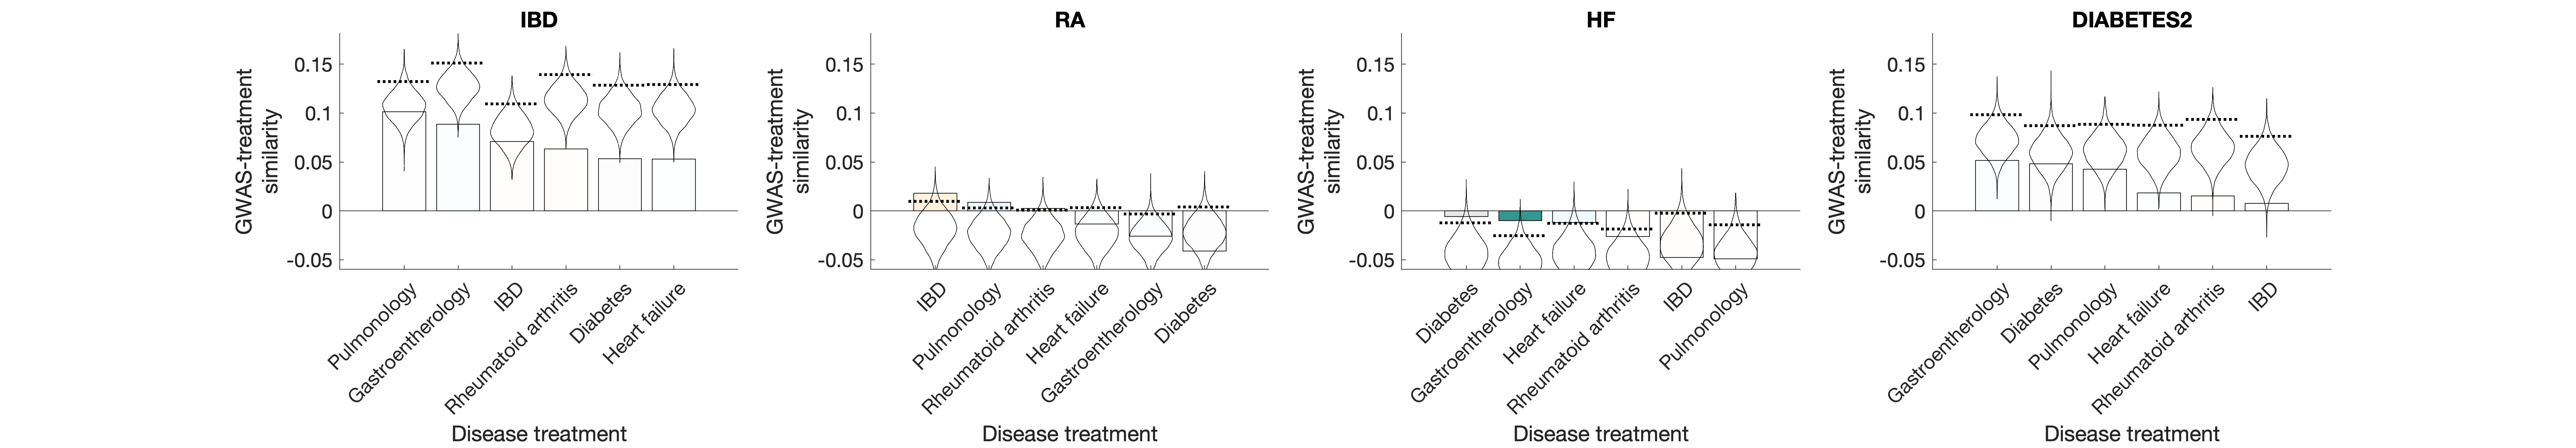 IBD
GWAS-treatment
similarity
0.15
0.1
0.05
0
-0.05
Pulmonology
Gastroentherology
IBD
Rheumatoid arthritis
Diabetes
Heart failure
Disease treatment
RA
GWAS-treatment
similarity
0.15
0.1
0.05
0
-0.05
IBD
Pulmonology
Rheumatoid arthritis
Heart failure
Gastroentherology
Diabetes
Disease treatment
HF
GWAS-treatment
similarity
0.15
0.1
0.05
0
-0.05
Diabetes
Gastroentherology
Heart failure
Rheumatoid arthritis
IBD
Pulmonology
Disease treatment
DIABETES2
GWAS-treatment
similarity
0.15
0.1
0.05
0
-0.05
Gastroentherology
Diabetes
Pulmonology
Heart failure
Rheumatoid arthritis
IBD
Disease treatment